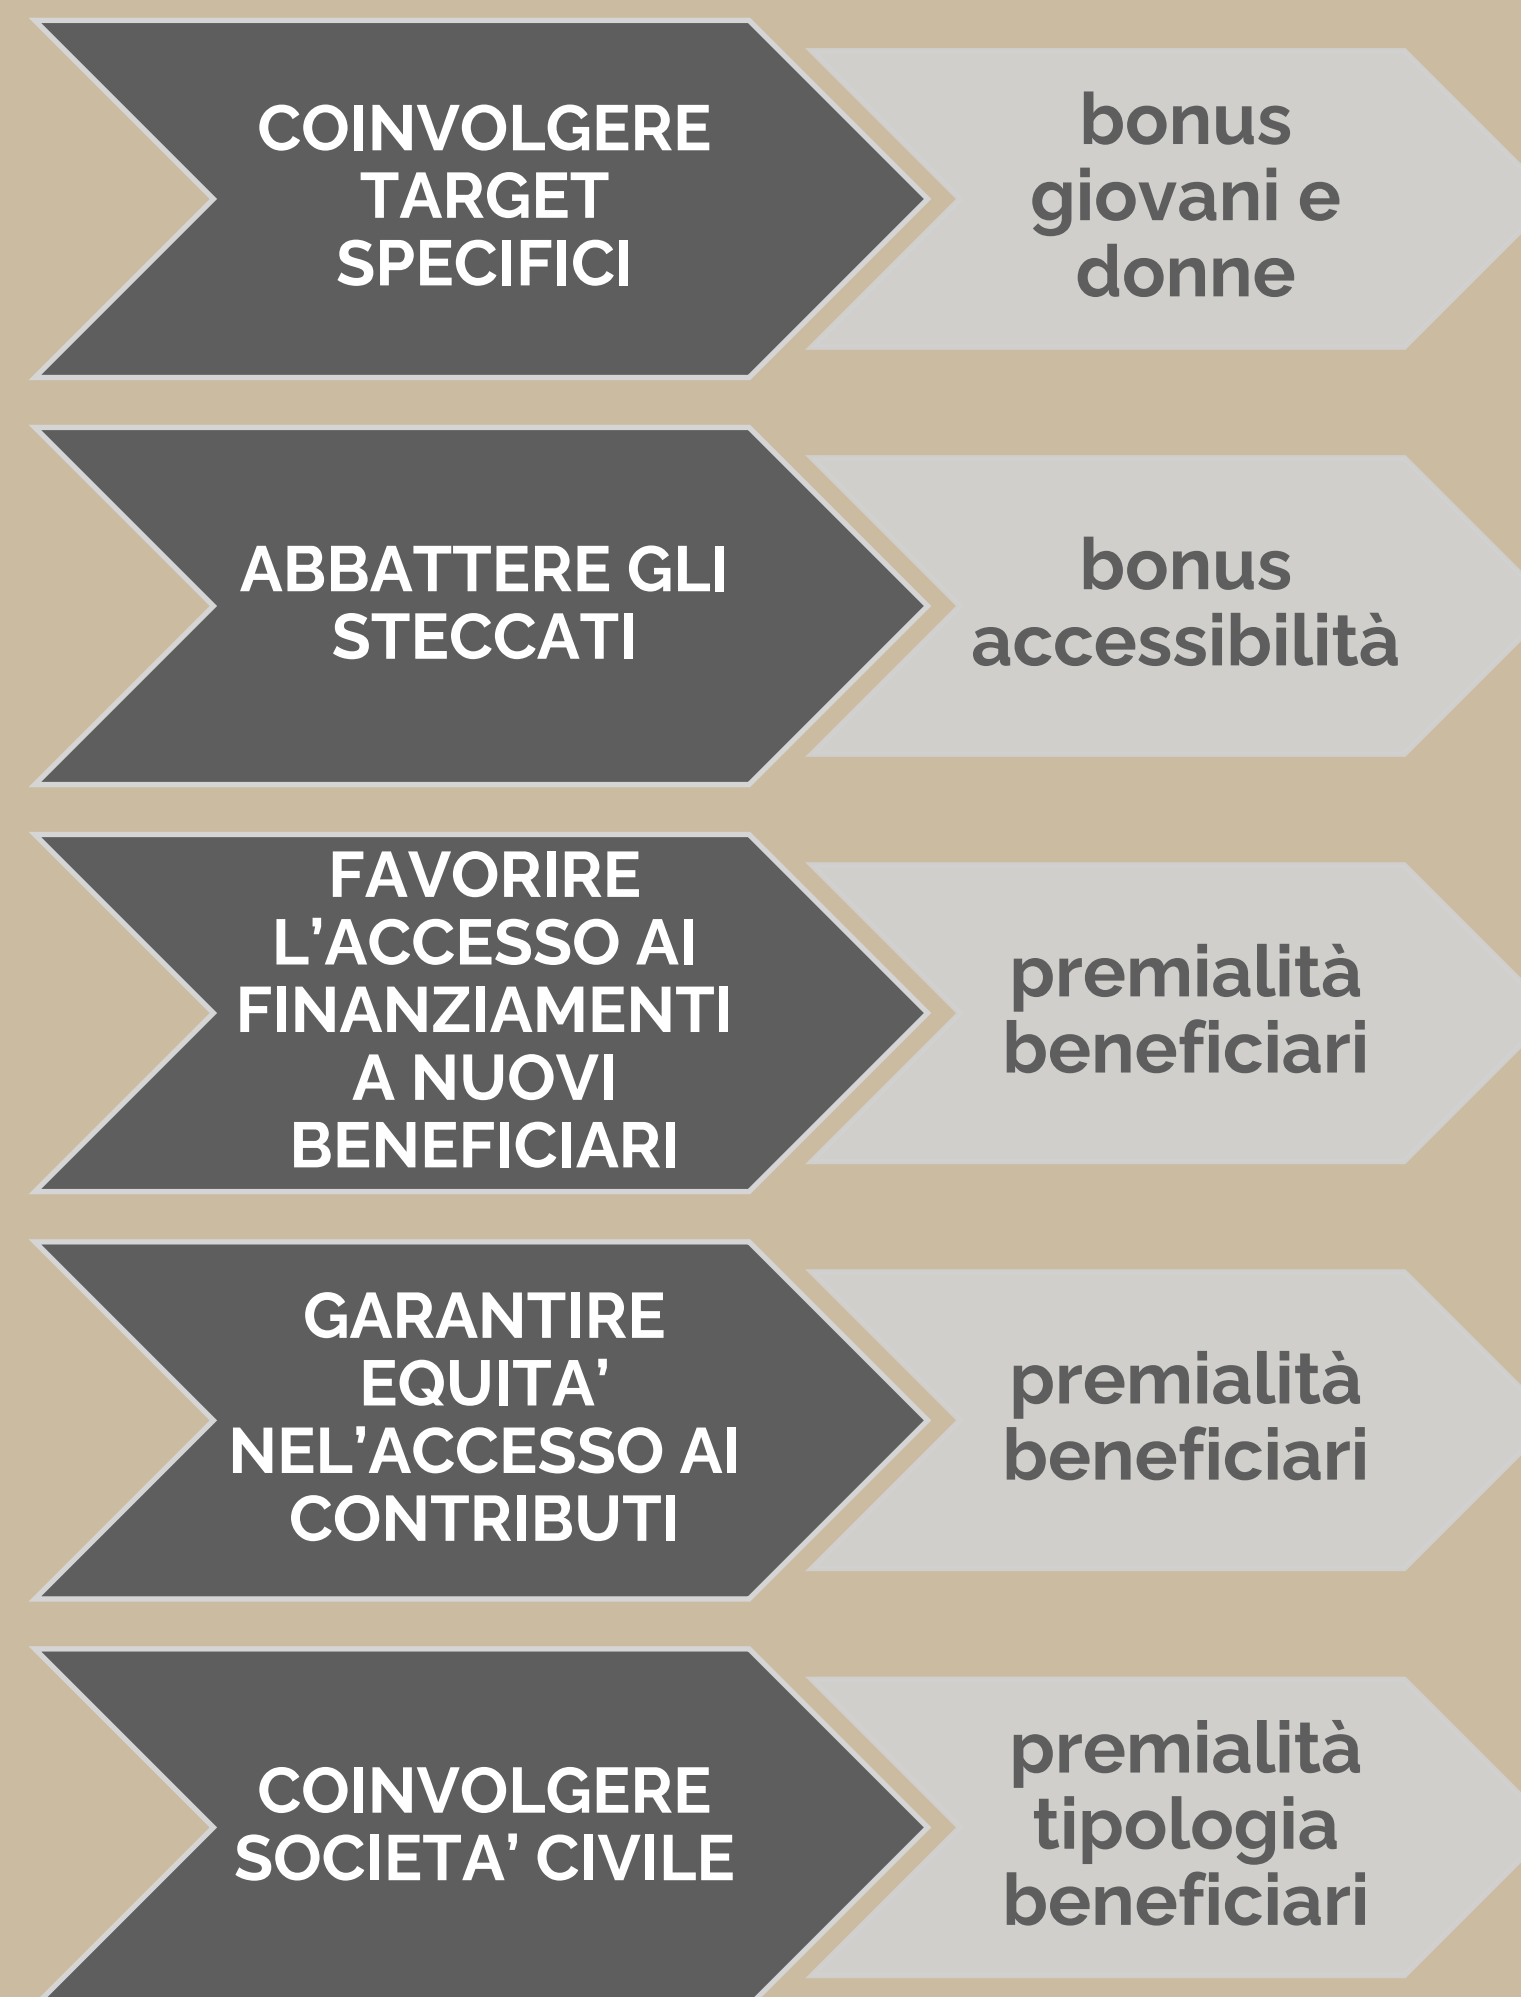 COINVOLGERE
TARGET
SPECIFICI
bonus
giovani e
donne
ABBATTERE GLI
STECCATI
bonus
accessibilità
FAVORIRE
L’ACCESSO AI
FINANZIAMENTI
A NUOVI
BENEFICIARI
premialità
beneficiari
GARANTIRE
EQUITA’
NEL’ACCESSO AI
CONTRIBUTI
premialità
beneficiari
COINVOLGERE
SOCIETA’ CIVILE
premialità
tipologia
beneficiari